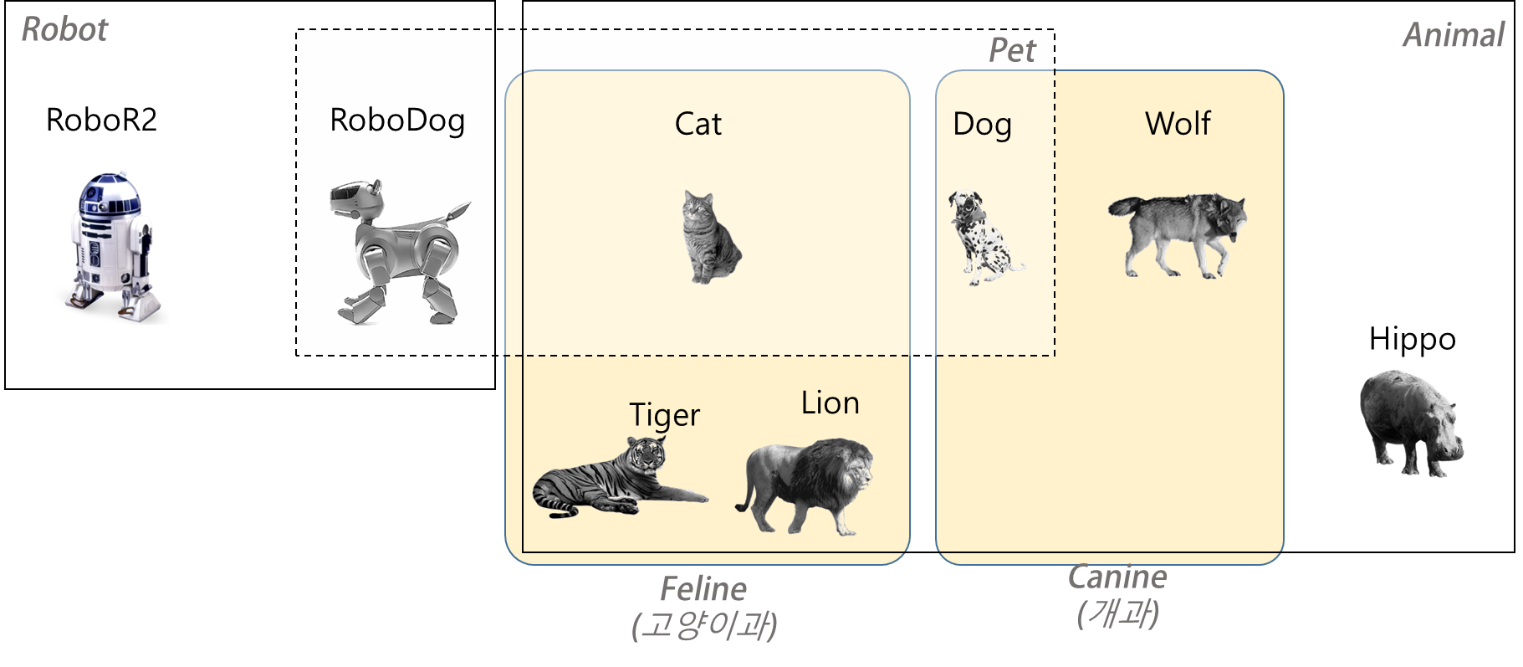 Robot
Animal
Pet
RoboR2
RoboDog
Cat
Dog
Wolf
Hippo
Tiger
Lion
Feline
(고양이과)
Canine
(개과)